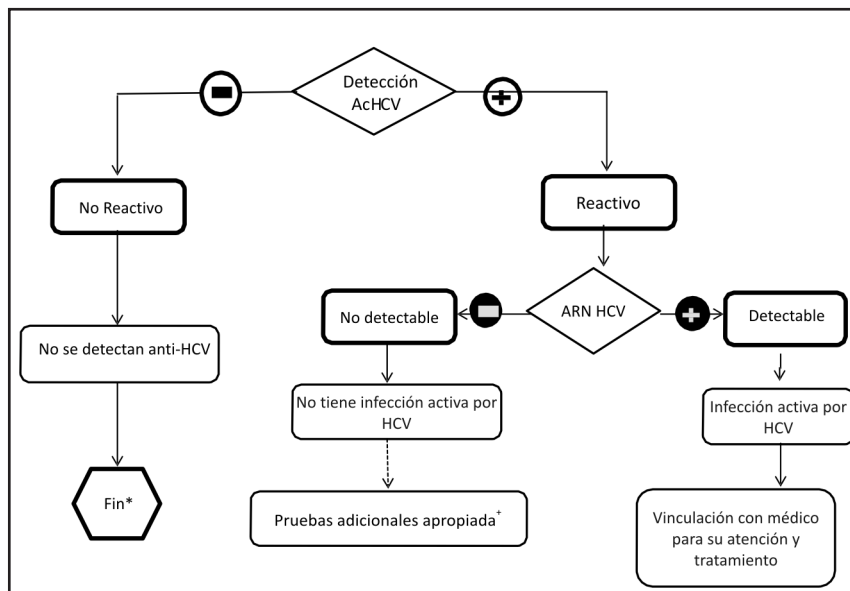 Detección
AcHCV
No Reactivo
Reactivo
No detectable
ARN HCV
Detectable
No se detectan anti-HCV
No tiene infección activa por
HCV
Infección activa por
HCV
Fin*
Pruebas adicionales apropiada+
Vinculación con médico
para su atención y
tratamiento